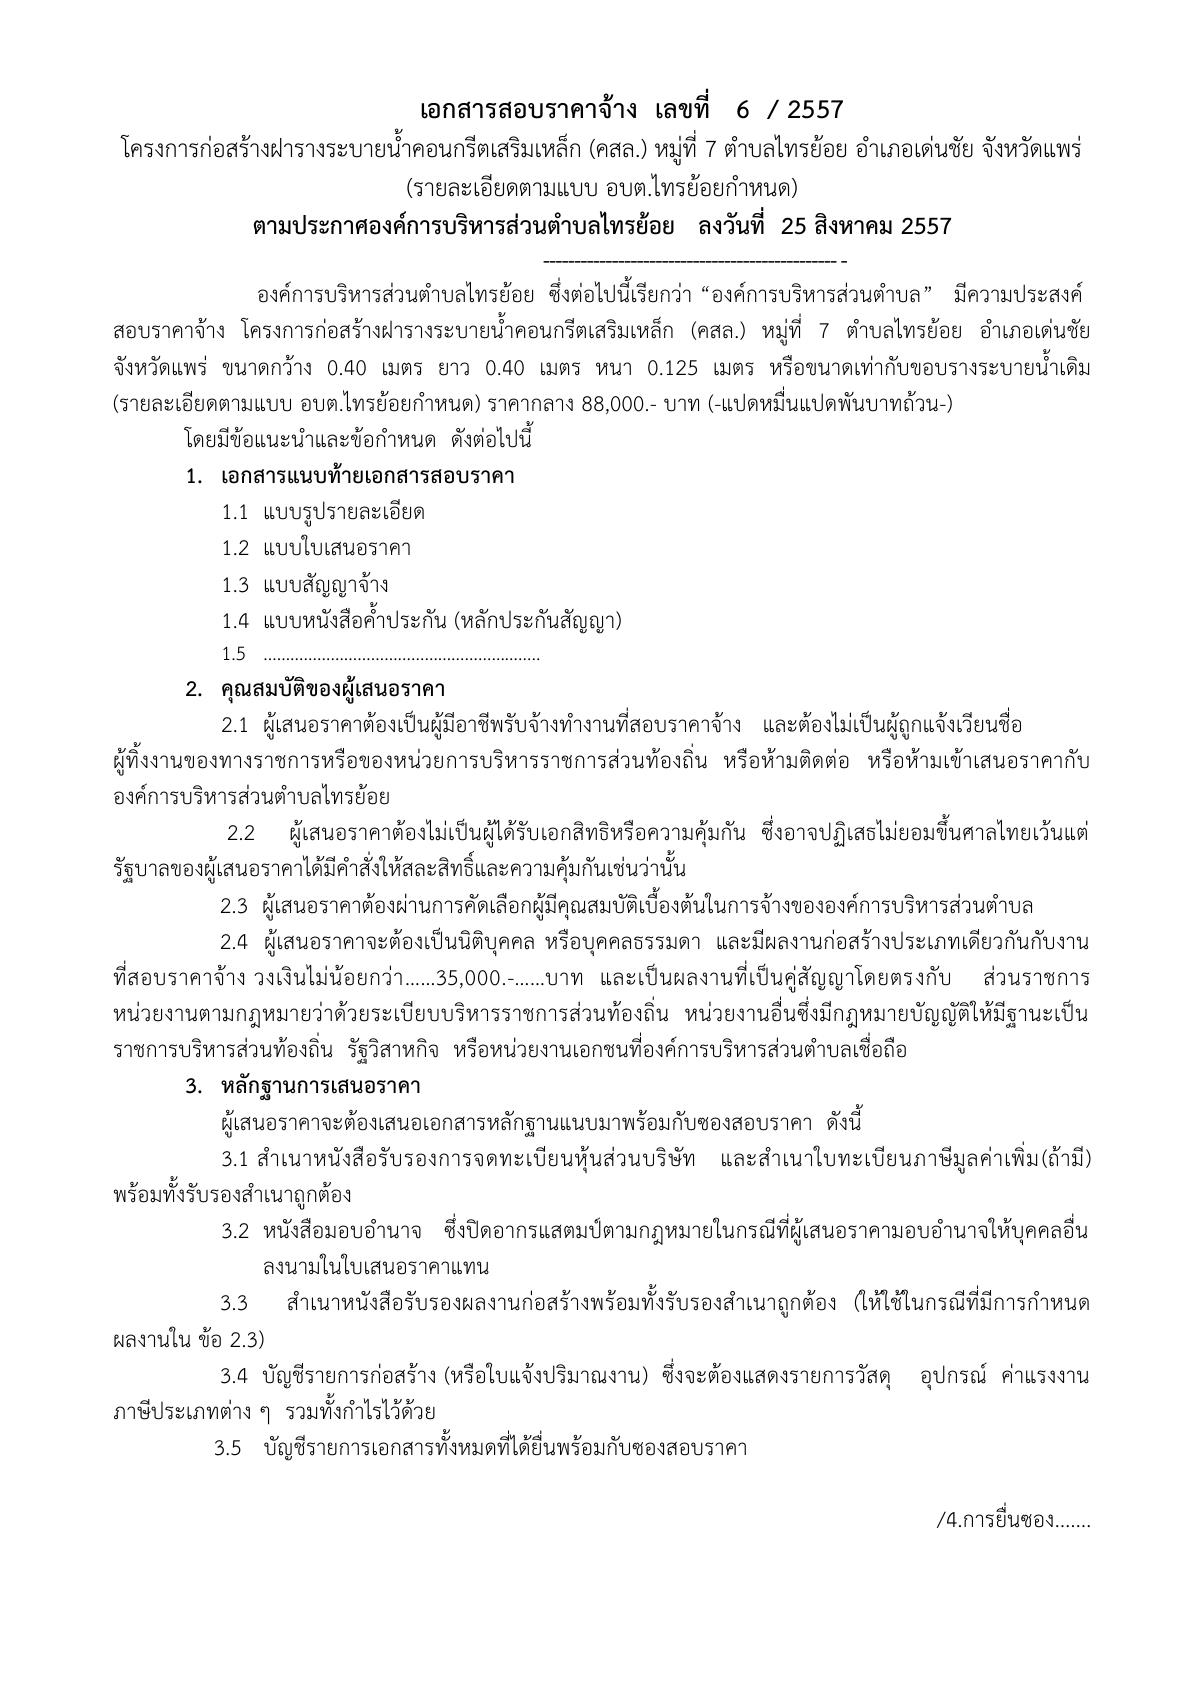 เอกสารสอบราคาจ้าง เลขที่ 6 / 2557
โครงการก่อสร้างฝารางระบายน้ำคอนกรีตเสริมเหล็ก (คสล.) หมู่ที่ 7 ตำบลไทรย้อย อำเภอเด่นชัย จังหวัดแพร่
(รายละเอียดตามแบบ อบต.ไทรย้อยกำหนด)
ตามประกาศองค์การบริหารส่วนตำบลไทรย้อย ลงวันที่ 25 สิงหาคม 2557
----------------------------------------------- -
องค์การบริหารส่วนตำบลไทรย้อย ซึ่งต่อไปนี้เรียกว่า “องค์การบริหารส่วนตำบล” มีความประสงค์
สอบราคาจ้าง โครงการก่อสร้างฝารางระบายน้ำคอนกรีตเสริมเหล็ก (คสล.) หมู่ที่ 7 ตำบลไทรย้อย อำเภอเด่นชัย
จังหวัดแพร่ ขนาดกว้าง 0.40 เมตร ยาว 0.40 เมตร หนา 0.125 เมตร หรือขนาดเท่ากับขอบรางระบายน้ำเดิม
(รายละเอียดตามแบบ อบต.ไทรย้อยกำหนด) ราคากลาง 88,000.- บาท (-แปดหมื่นแปดพันบาทถ้วน-)
โดยมีข้อแนะนำและข้อกำหนด ดังต่อไปนี้
1. เอกสารแนบท้ายเอกสารสอบราคา
1.1 แบบรูปรายละเอียด
1.2 แบบใบเสนอราคา
1.3 แบบสัญญาจ้าง
1.4 แบบหนังสือค้ำประกัน (หลักประกันสัญญา)
1.5 ..............................................................
2. คุณสมบัติของผู้เสนอราคา
2.1 ผู้เสนอราคาต้องเป็นผู้มีอาชีพรับจ้างทำงานที่สอบราคาจ้าง และต้องไม่เป็นผู้ถูกแจ้งเวียนชื่อ
ผู้ทิ้งงานของทางราชการหรือของหน่วยการบริหารราชการส่วนท้องถิ่น หรือห้ามติดต่อ หรือห้ามเข้าเสนอราคากับ
องค์การบริหารส่วนตำบลไทรย้อย
2.2 ผู้เสนอราคาต้องไม่เป็นผู้ได้รับเอกสิทธิหรือความคุ้มกัน ซึ่งอาจปฏิเสธไม่ยอมขึ้นศาลไทยเว้นแต่
รัฐบาลของผู้เสนอราคาได้มีคำสั่งให้สละสิทธิ์และความคุ้มกันเช่นว่านั้น
2.3 ผู้เสนอราคาต้องผ่านการคัดเลือกผู้มีคุณสมบัติเบื้องต้นในการจ้างขององค์การบริหารส่วนตำบล
2.4 ผู้เสนอราคาจะต้องเป็นนิติบุคคล หรือบุคคลธรรมดา และมีผลงานก่อสร้างประเภทเดียวกันกับงาน
ที่สอบราคาจ้าง วงเงินไม่น้อยกว่า......35,000.-......บาท และเป็นผลงานที่เป็นคู่สัญญาโดยตรงกับ ส่วนราชการ
หน่วยงานตามกฎหมายว่าด้วยระเบียบบริหารราชการส่วนท้องถิ่น หน่วยงานอื่นซึ่งมีกฎหมายบัญญัติให้มีฐานะเป็น
ราชการบริหารส่วนท้องถิ่น รัฐวิสาหกิจ หรือหน่วยงานเอกชนที่องค์การบริหารส่วนตำบลเชื่อถือ
3. หลักฐานการเสนอราคา
ผู้เสนอราคาจะต้องเสนอเอกสารหลักฐานแนบมาพร้อมกับซองสอบราคา ดังนี้
3.1 สำเนาหนังสือรับรองการจดทะเบียนหุ้นส่วนบริษัท และสำเนาใบทะเบียนภาษีมูลค่าเพิ่ม(ถ้ามี)
พร้อมทั้งรับรองสำเนาถูกต้อง
3.2 หนังสือมอบอำนาจ ซึ่งปิดอากรแสตมป์ตามกฎหมายในกรณีที่ผู้เสนอราคามอบอำนาจให้บุคคลอื่น
ลงนามในใบเสนอราคาแทน
3.3 สำเนาหนังสือรับรองผลงานก่อสร้างพร้อมทั้งรับรองสำเนาถูกต้อง (ให้ใช้ในกรณีที่มีการกำหนด
ผลงานใน ข้อ 2.3)
3.4 บัญชีรายการก่อสร้าง (หรือใบแจ้งปริมาณงาน) ซึ่งจะต้องแสดงรายการวัสดุ อุปกรณ์ ค่าแรงงาน
ภาษีประเภทต่าง ๆ รวมทั้งกำไรไว้ด้วย
3.5 บัญชีรายการเอกสารทั้งหมดที่ได้ยื่นพร้อมกับซองสอบราคา
/4.การยื่นซอง.......